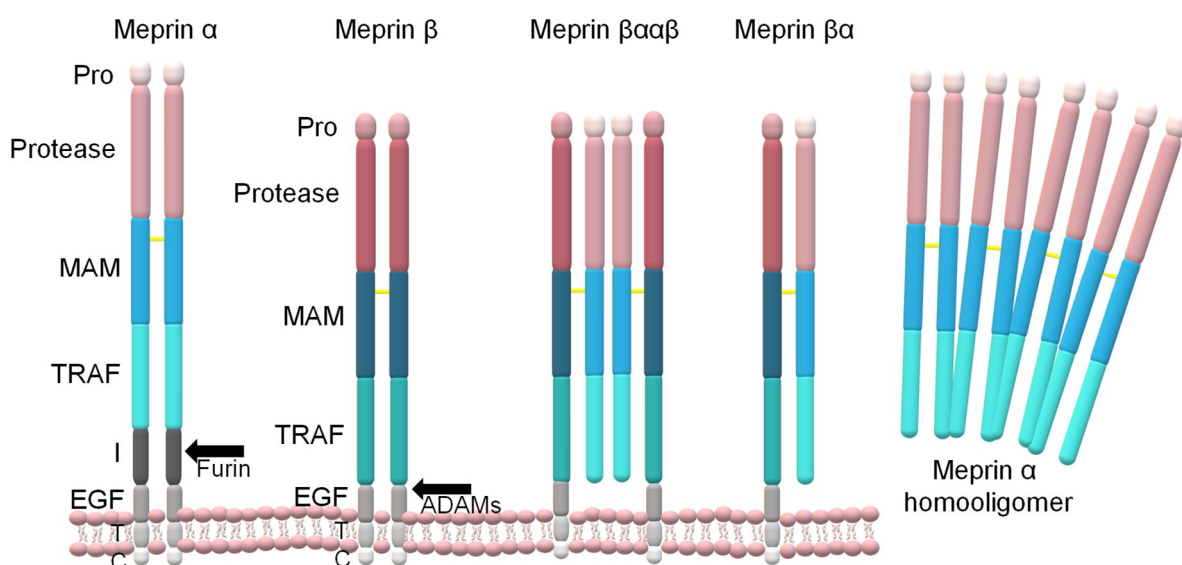 Meprin α
Meprin β
Meprin βααβ
Meprin βα
Pro
Protease
MAM
TRAF
I
Furin
EGF
T
C
Pro
Protease
MAM
TRAF
EGF
ADAMs
T
C
Meprin α
homooligomer